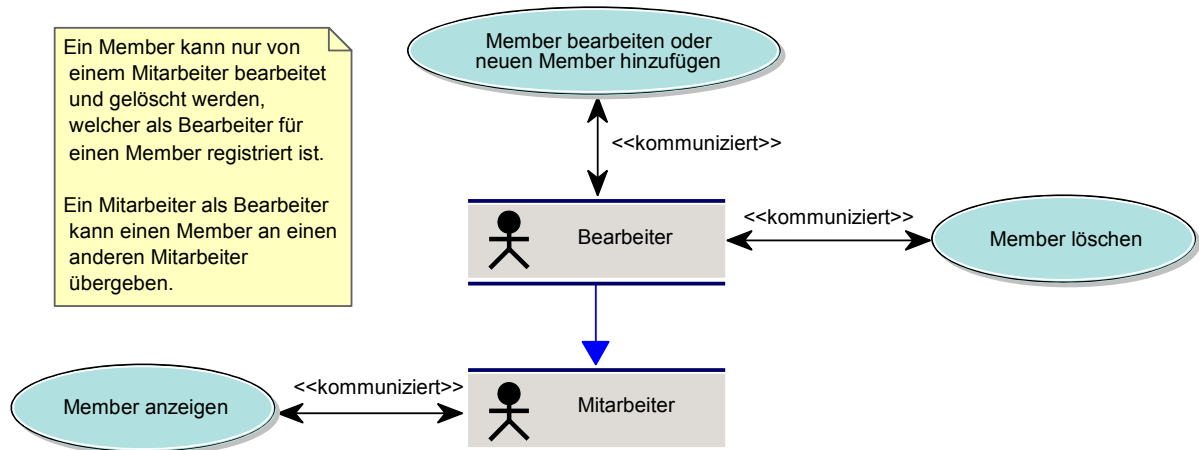 Ein Member kann nur von
einem Mitarbeiter bearbeitet
und gelöscht werden,
welcher als Bearbeiter für
einen Member registriert ist.
Ein Mitarbeiter als Bearbeiter
kann einen Member an einen
anderen Mitarbeiter
übergeben.
Member bearbeiten oder
neuen Member hinzufügen
<<kommuniziert>>
Bearbeiter
<<kommuniziert>>
Member löschen
Member anzeigen
<<kommuniziert>>
Mitarbeiter